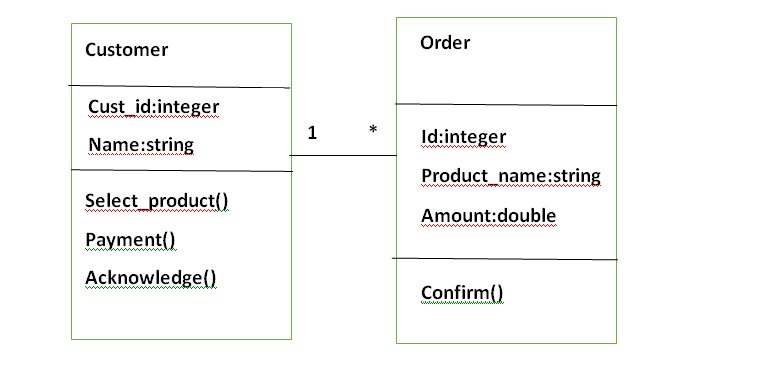 Customer
Cust_id:integer
Name:string
Select_product()
Payment()
Acknowledge()
1 *
Order
Id:integer
Product_name:string
Amount:double
Confirm()